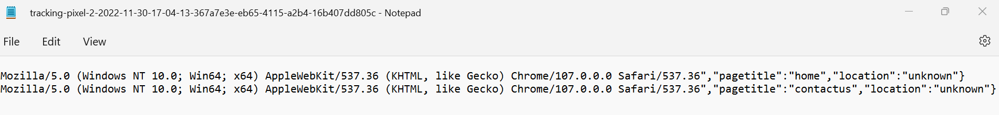 tracking-pixel-2-2022-11-30-17-04-13-367a7e3e-eb65-4115-a2b4-16b407dd805c - Notepad
File Edit View
Mozilla/5.0 (Windows NT 10.0; Win64; x64) AppleWebKit/537.36 (KHTML, like Gecko) Chrome/107.0.0.0 Safari/537.36","pagetitle":"home","location":"unknown"}
Mozilla/5.0 (Windows NT 10.0; Win64; x64) AppleWebKit/537.36 (KHTML, like Gecko) Chrome/107.0.0.0 Safari/537.36","pagetitle":"contactus","location":"unknown"}